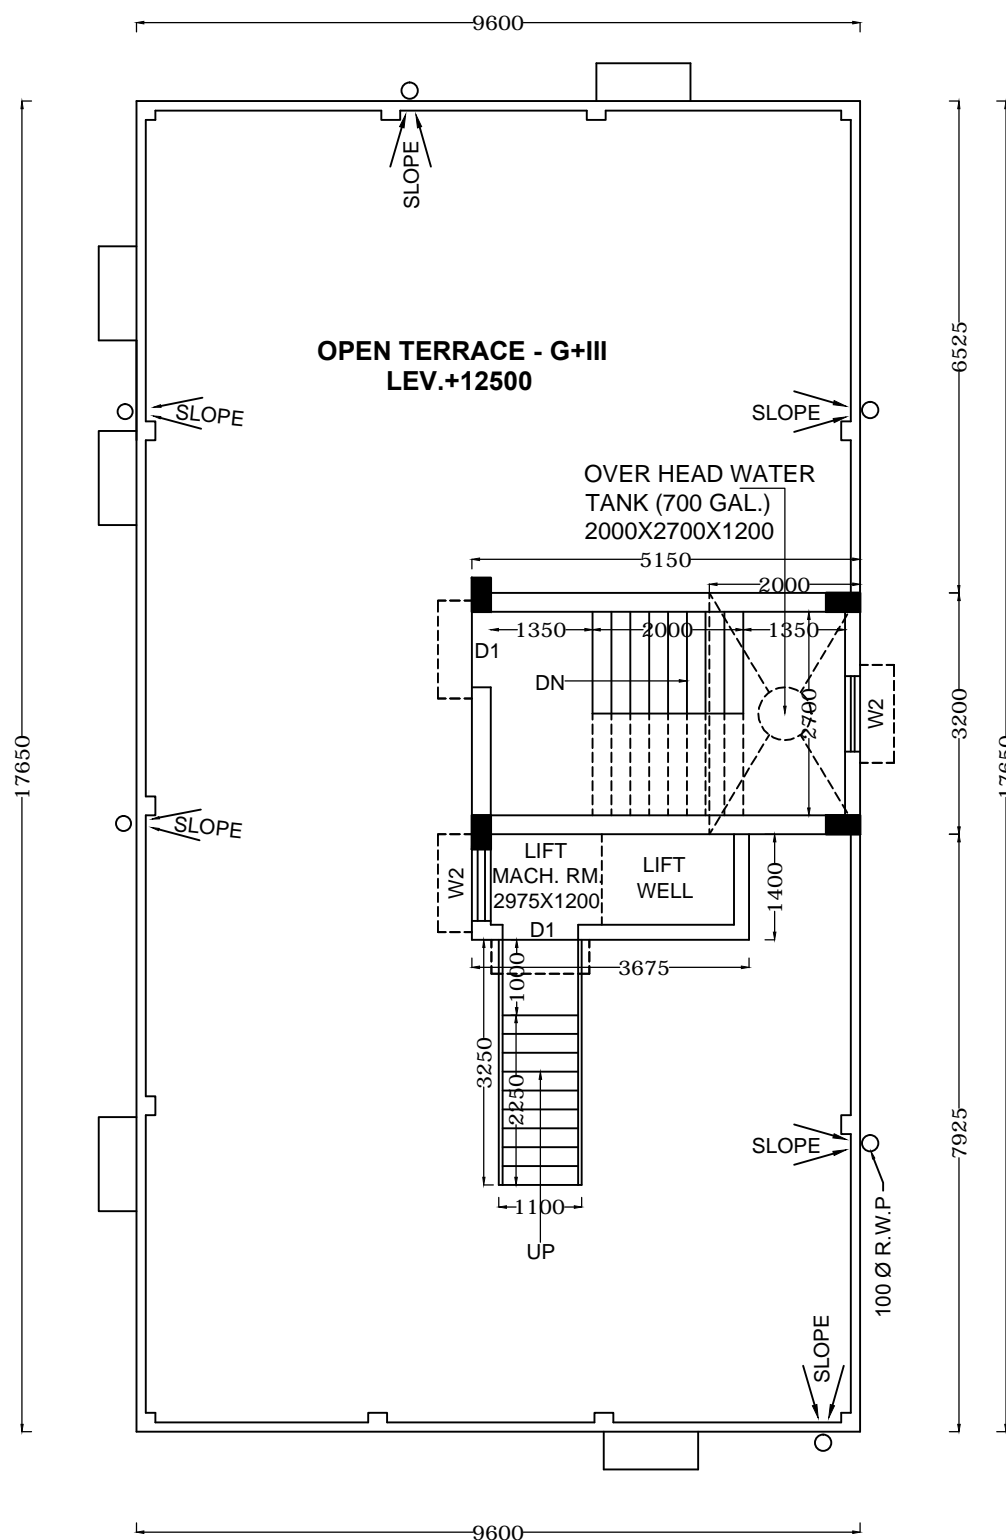 9600
SLOPE
OPEN TERRACE - G+III
LEV.+12500
6525
SLOPE
SLOPE
OVER HEAD WATER
TANK (700 GAL.)
2000X2700X1200
5150
2000
1350
2000
1350
D1
DN
2700
W2
3200
17650
17650
SLOPE
W2
LIFT
MACH. RM.
2975X1200
D1
LIFT
WELL
1400
3675
1000
3250
2250
7925
SLOPE
1100
UP
100 Ø R.W.P
SLOPE
9600